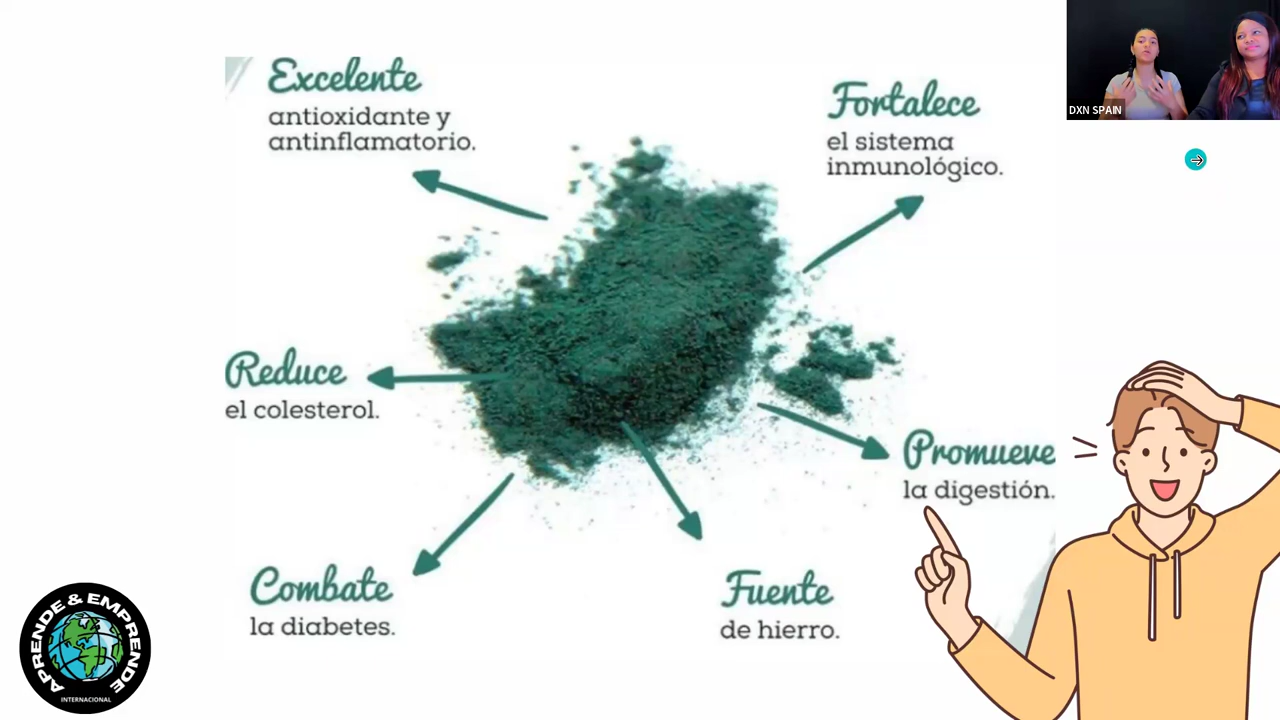 Excelente
antioxidante y
antinflamatorio.
Fortalece
el sistema
inmunológico.
Reduce
el colesterol.
Promueve
la digestión.
Combate
la diabetes.
Fuente
de hierro.
DXN SPAIN
APRENDE & EMPRENDE
INTERNACIONAL